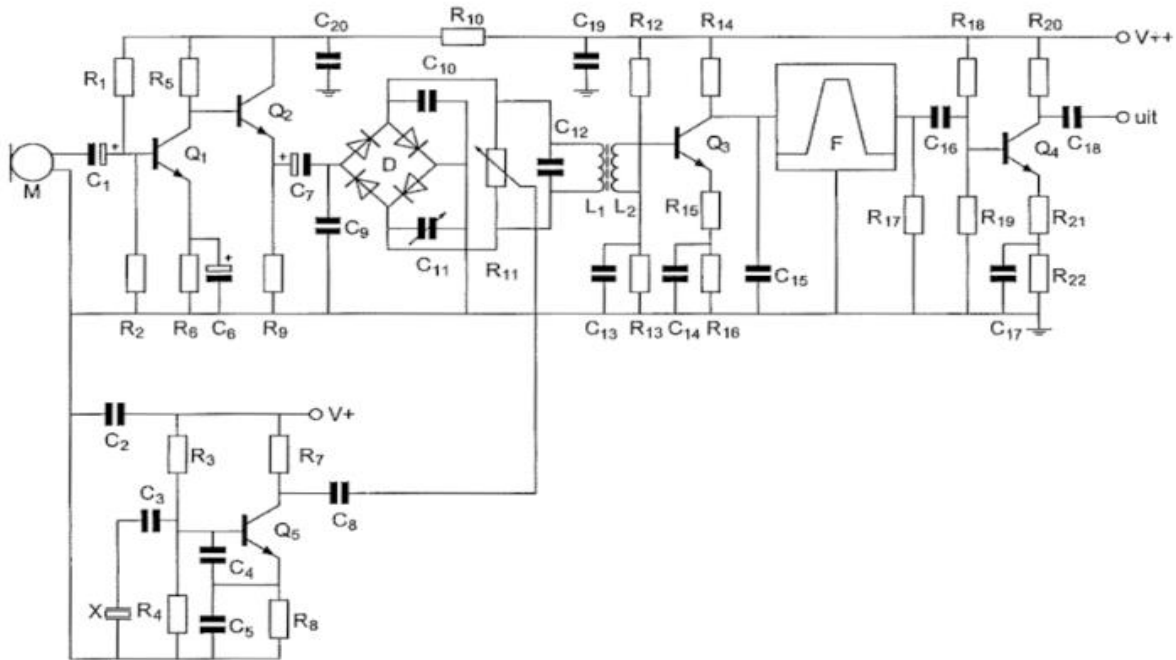 C20 R10 C19 R12 R14 R18 R20
V++
R1 R5 C10
Q2 C12 uit
Q1 D Q3 F C16 Q4 C18
M C1 C7
L1 L2 R15 R17 R19 R21
C9
C11 R11 C15 R22
R2 R6 C6 R9 C13 R13 C14 R16 C17
V+
C2 R3 R7
C3 C8
Q5
C4
X R4 C5 R8